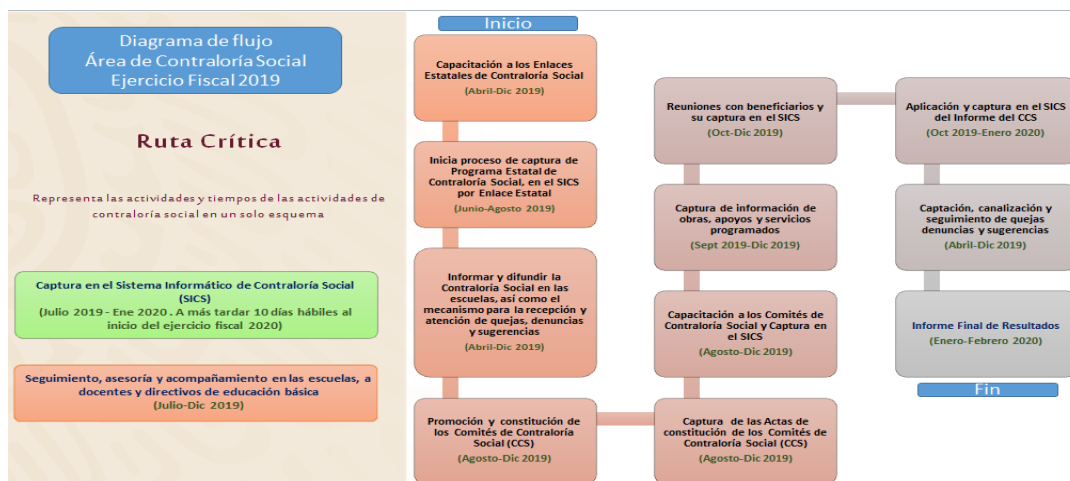 Diagrama de flujo
Área de Contraloría Social
Ejercicio Fiscal 2019
Ruta Crítica
Representa las actividades y tiempos de las actividades de
contraloría social en un solo esquema
Captura en el Sistema Informático de Contraloría Social
(SICS)
(Julio 2019 - Ene 2020 . A más tardar 10 días hábiles al
inicio del ejercicio fiscal 2020)
Seguimiento, asesoría y acompañamiento en las escuelas, a
docentes y directivos de educación básica
(Julio-Dic 2019)
Inicio
Capacitación a los Enlaces
Estatales de Contraloría Social
(Abril-Dic 2019)
Inicia proceso de captura de
Programa Estatal de
Contraloría Social, en el SICS
por Enlace Estatal
(Junio-Agosto 2019)
Informar y difundir la
Contraloría Social en las
escuelas, así como el
mecanismo para la recepción y
atención de quejas, denuncias
y sugerencias
(Abril-Dic 2019)
Promoción y constitución de
los Comités de Contraloría
Social (CCS)
(Agosto-Dic 2019)
Captura de las Actas de
constitución de los Comités de
Contraloría Social (CCS)
(Agosto-Dic 2019)
Capacitación a los Comités de
Contraloría Social y Captura en
el SICS
(Agosto-Dic 2019)
Captura de información de
obras, apoyos y servicios
programados
(Sept 2019-Dic 2019)
Reuniones con beneficiarios y
su captura en el SICS
(Oct-Dic 2019)
Aplicación y captura en el SICS
del Informe del CCS
(Oct 2019-Enero 2020)
Captación, canalización y
seguimiento de quejas
denuncias y sugerencias
(Abril-Dic 2019)
Informe Final de Resultados
(Enero-Febrero 2020)
Fin